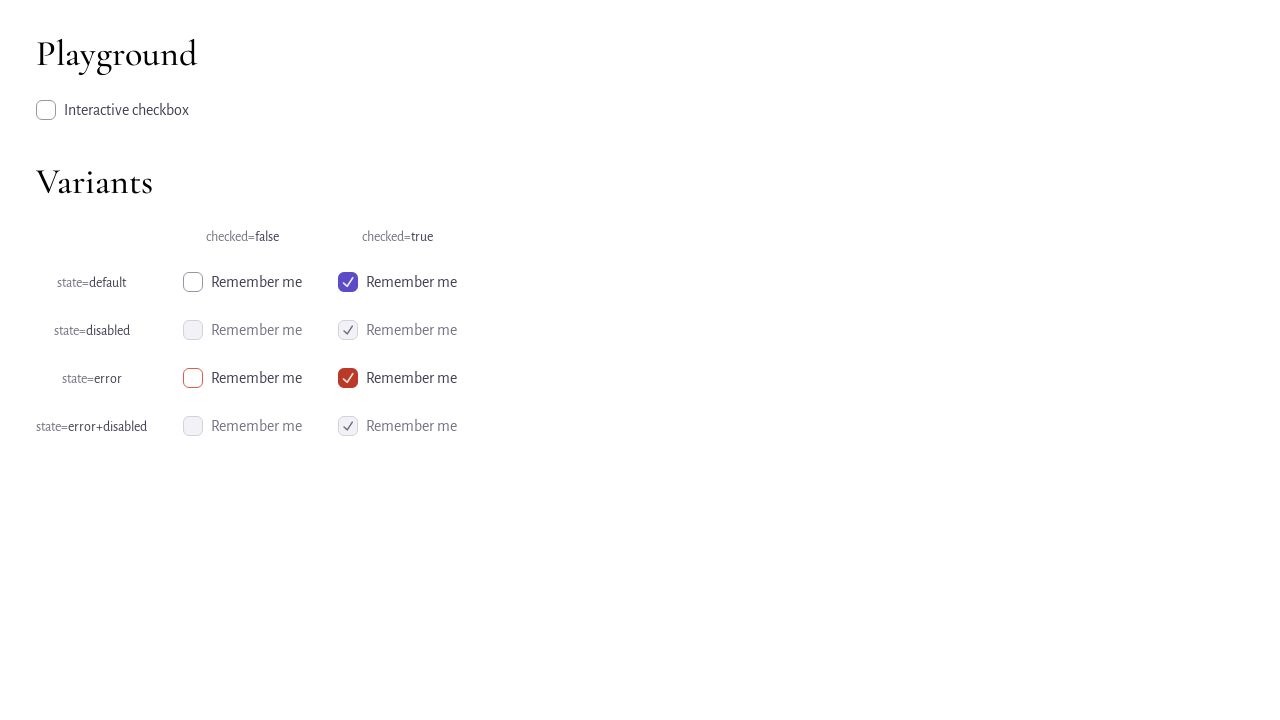 Playground
Interactive checkbox
Variants
checked=false checked=true
state=default Remember me Remember me
state=disabled Remember me Remember me
state=error Remember me Remember me
state=error+disabled Remember me Remember me